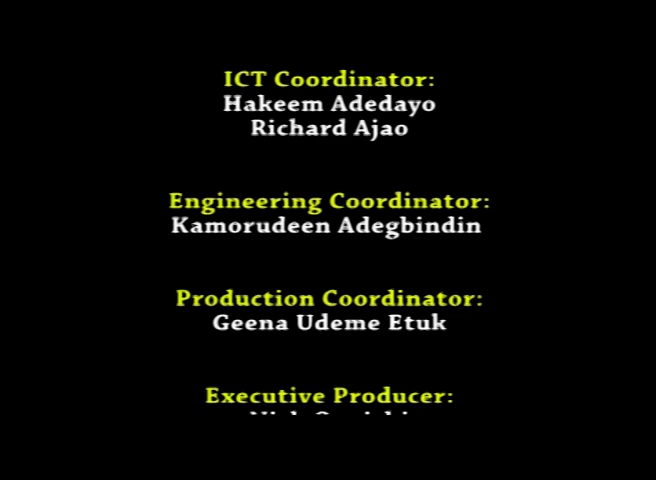 ICT Coordinator:
Hakeem Adedayo
Richard Ajao
Engineering Coordinator:
Kamorudeen Adegbindin
Production Coordinator:
Geena Udeme Etuk
Executive Producer: